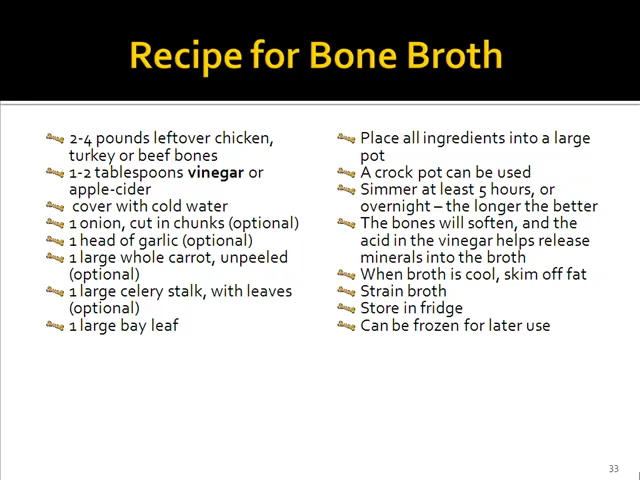 Recipe for Bone Broth
2-4 pounds leftover chicken,
turkey or beef bones
1-2 tablespoons vinegar or
apple-cider
cover with cold water
1 onion, cut in chunks (optional)
1 head of garlic (optional)
1 large whole carrot, unpeeled
(optional)
1 large celery stalk, with leaves
(optional)
1 large bay leaf
Place all ingredients into a large
pot
A crock pot can be used
Simmer at least 5 hours, or
overnight – the longer the better
The bones will soften, and the
acid in the vinegar helps release
minerals into the broth
When broth is cool, skim off fat
Strain broth
Store in fridge
Can be frozen for later use
33